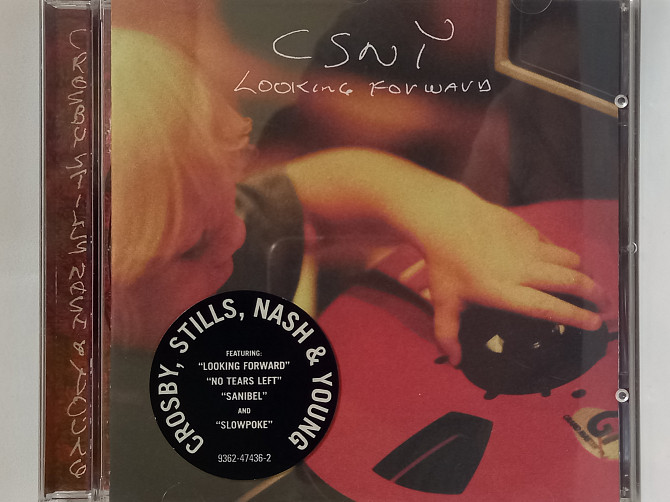 CSNY
LOOKING FORWARD
CROSBY STILLS NASH & YOUNG
CROSBY, STILLS, NASH & YOUNG
FEATURING:
"LOOKING FORWARD"
"NO TEARS LEFT"
"SANIBEL"
AND
"SLOWPOKE"
9362-47436-2